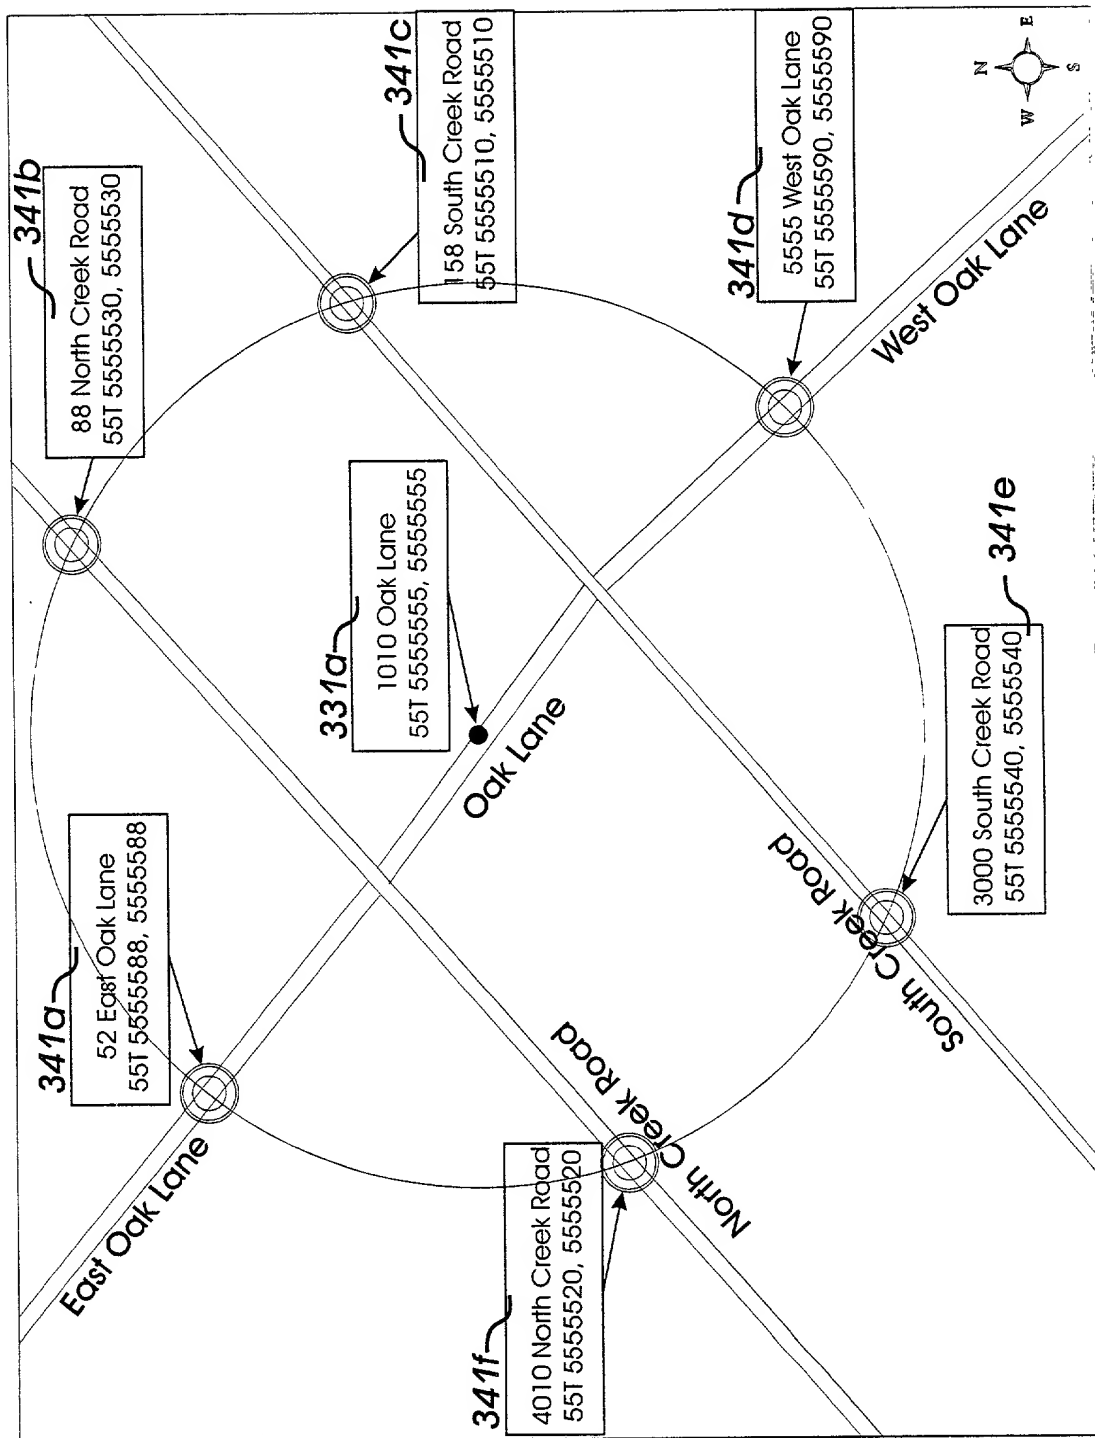 341a
52 East Oak Lane
55T 5555588, 5555588
341b
88 North Creek Road
55T 5555530, 5555530
341c
158 South Creek Road
55T 5555510, 5555510
341d
5555 West Oak Lane
55T 5555590, 5555590
331a
1010 Oak Lane
55T 5555555, 5555555
341e
3000 South Creek Road
55T 5555540, 5555540
341f
4010 North Creek Road
55T 5555520, 5555520
East Oak Lane
Oak Lane
West Oak Lane
North Creek Road
South Creek Road
N
W
E
S